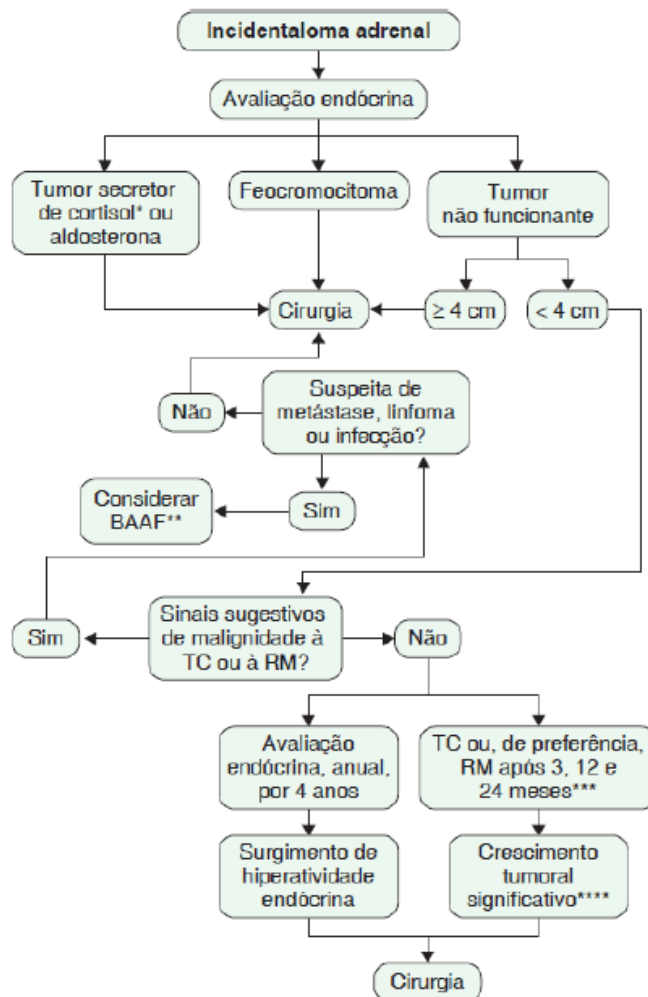 Incidentaloma adrenal
Avaliação endócrina
Tumor secretor
de cortisol* ou
aldosterona
Feocromocitoma
Tumor
não funcionante
Cirurgia
≥ 4 cm
< 4 cm
Não
Suspeita de
metástase, linfoma
ou infecção?
Considerar
BAAF**
Sim
Sim
Sinais sugestivos
de malignidade à
TC ou à RM?
Não
Avaliação
endócrina, anual,
por 4 anos
TC ou, de preferência,
RM após 3, 12 e
24 meses***
Surgimento de
hiperatividade
endócrina
Crescimento
tumoral
significativo****
Cirurgia